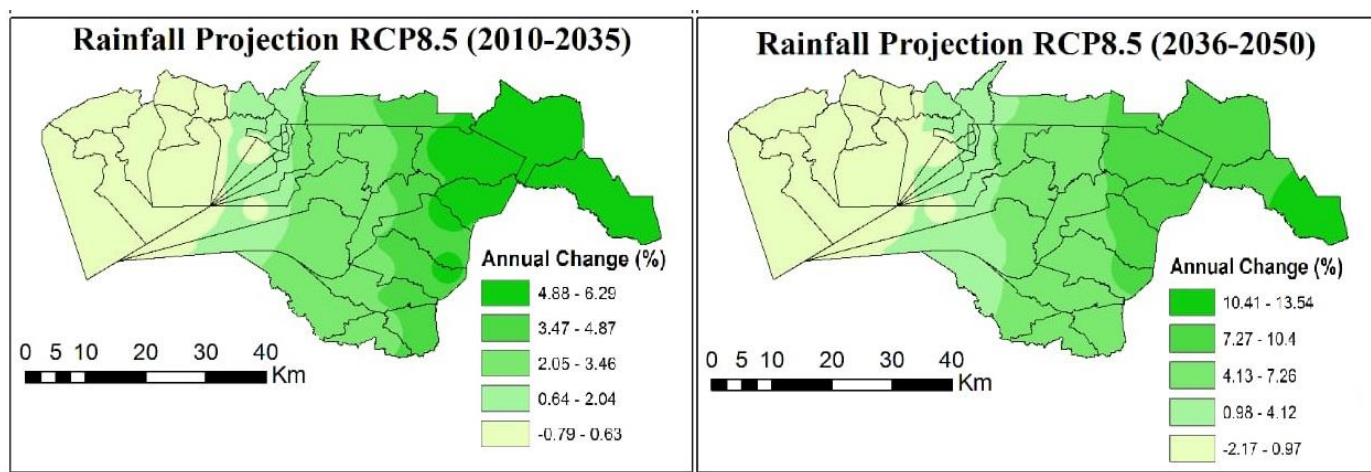 Rainfall Projection RCP8.5 (2010-2035)
Annual Change (%)
4.88 - 6.29
3.47 - 4.87
2.05 - 3.46
0.64 - 2.04
-0.79 - 0.63
0 5 10 20 30 40
Km
Rainfall Projection RCP8.5 (2036-2050)
Annual Change (%)
10.41 - 13.54
7.27 - 10.4
4.13 - 7.26
0.98 - 4.12
-2.17 - 0.97
0 5 10 20 30 40
Km